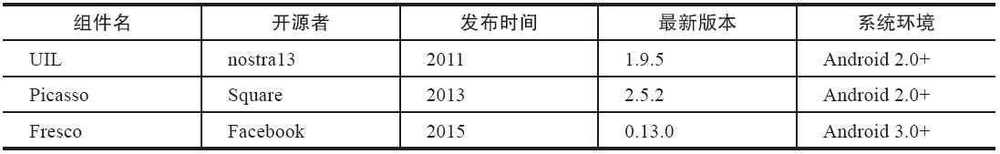 组件名 开源者 发布时间 最新版本 系统环境
UIL nostra13 2011 1.9.5 Android 2.0+
Picasso Square 2013 2.5.2 Android 2.0+
Fresco Facebook 2015 0.13.0 Android 3.0+